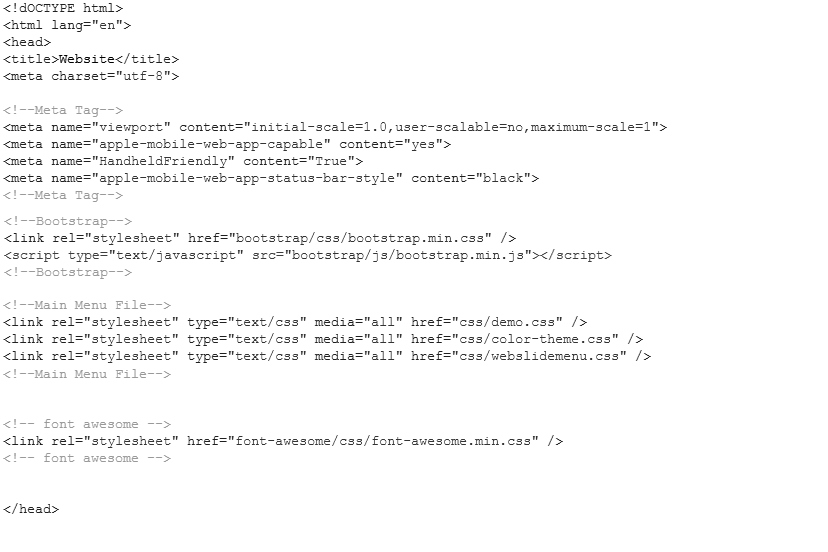 <!dOCTYPE html>
<html lang="en">
<head>
<title>Website</title>
<meta charset="utf-8">
<!--Meta Tag-->
<meta name="viewport" content="initial-scale=1.0,user-scalable=no,maximum-scale=1">
<meta name="apple-mobile-web-app-capable" content="yes">
<meta name="HandheldFriendly" content="True">
<meta name="apple-mobile-web-app-status-bar-style" content="black">
<!--Meta Tag-->
<!--Bootstrap-->
<link rel="stylesheet" href="bootstrap/css/bootstrap.min.css" />
<script type="text/javascript" src="bootstrap/js/bootstrap.min.js"></script>
<!--Bootstrap-->
<!--Main Menu File-->
<link rel="stylesheet" type="text/css" media="all" href="css/demo.css" />
<link rel="stylesheet" type="text/css" media="all" href="css/color-theme.css" />
<link rel="stylesheet" type="text/css" media="all" href="css/webslidemenu.css" />
<!--Main Menu File-->
<!-- font awesome -->
<link rel="stylesheet" href="font-awesome/css/font-awesome.min.css" />
<!-- font awesome -->
</head>